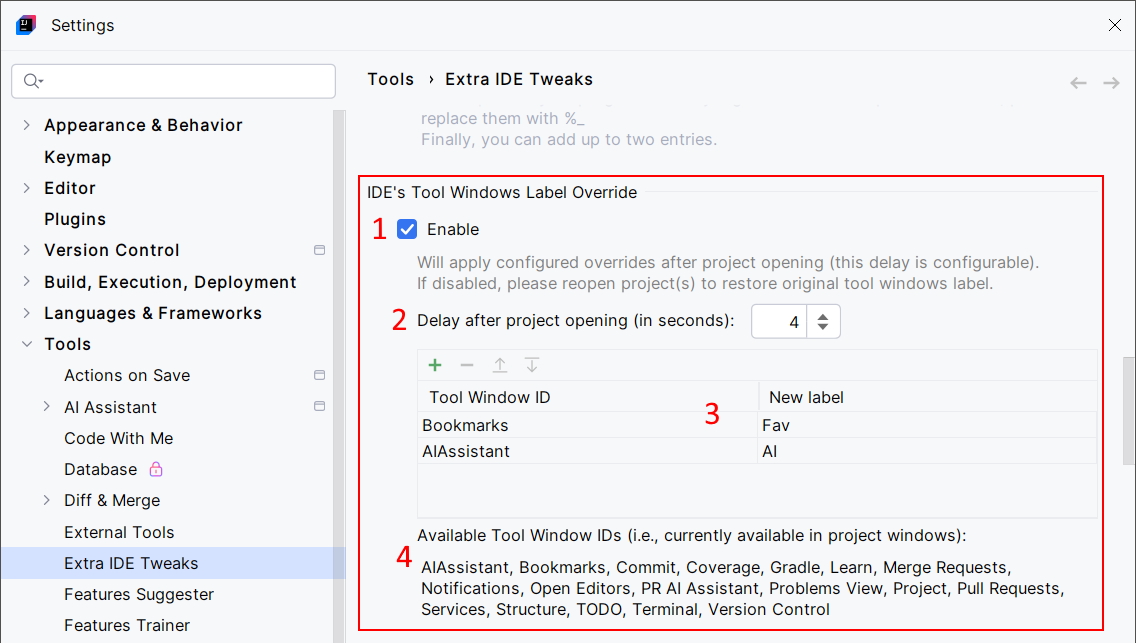 Settings
Tools › Extra IDE Tweaks
Appearance & Behavior
Keymap
Editor
Plugins
Version Control
Build, Execution, Deployment
Languages & Frameworks
Tools
Actions on Save
AI Assistant
Code With Me
Database
Diff & Merge
External Tools
Extra IDE Tweaks
Features Suggester
Features Trainer
replace them with %_
Finally, you can add up to two entries.
IDE's Tool Windows Label Override
1 Enable
Will apply configured overrides after project opening (this delay is configurable).
If disabled, please reopen project(s) to restore original tool windows label.
2 Delay after project opening (in seconds): 4
Tool Window ID New label
3
Bookmarks Fav
AIAssistant AI
Available Tool Window IDs (i.e., currently available in project windows):
4
AIAssistant, Bookmarks, Commit, Coverage, Gradle, Learn, Merge Requests,
Notifications, Open Editors, PR AI Assistant, Problems View, Project, Pull Requests,
Services, Structure, TODO, Terminal, Version Control